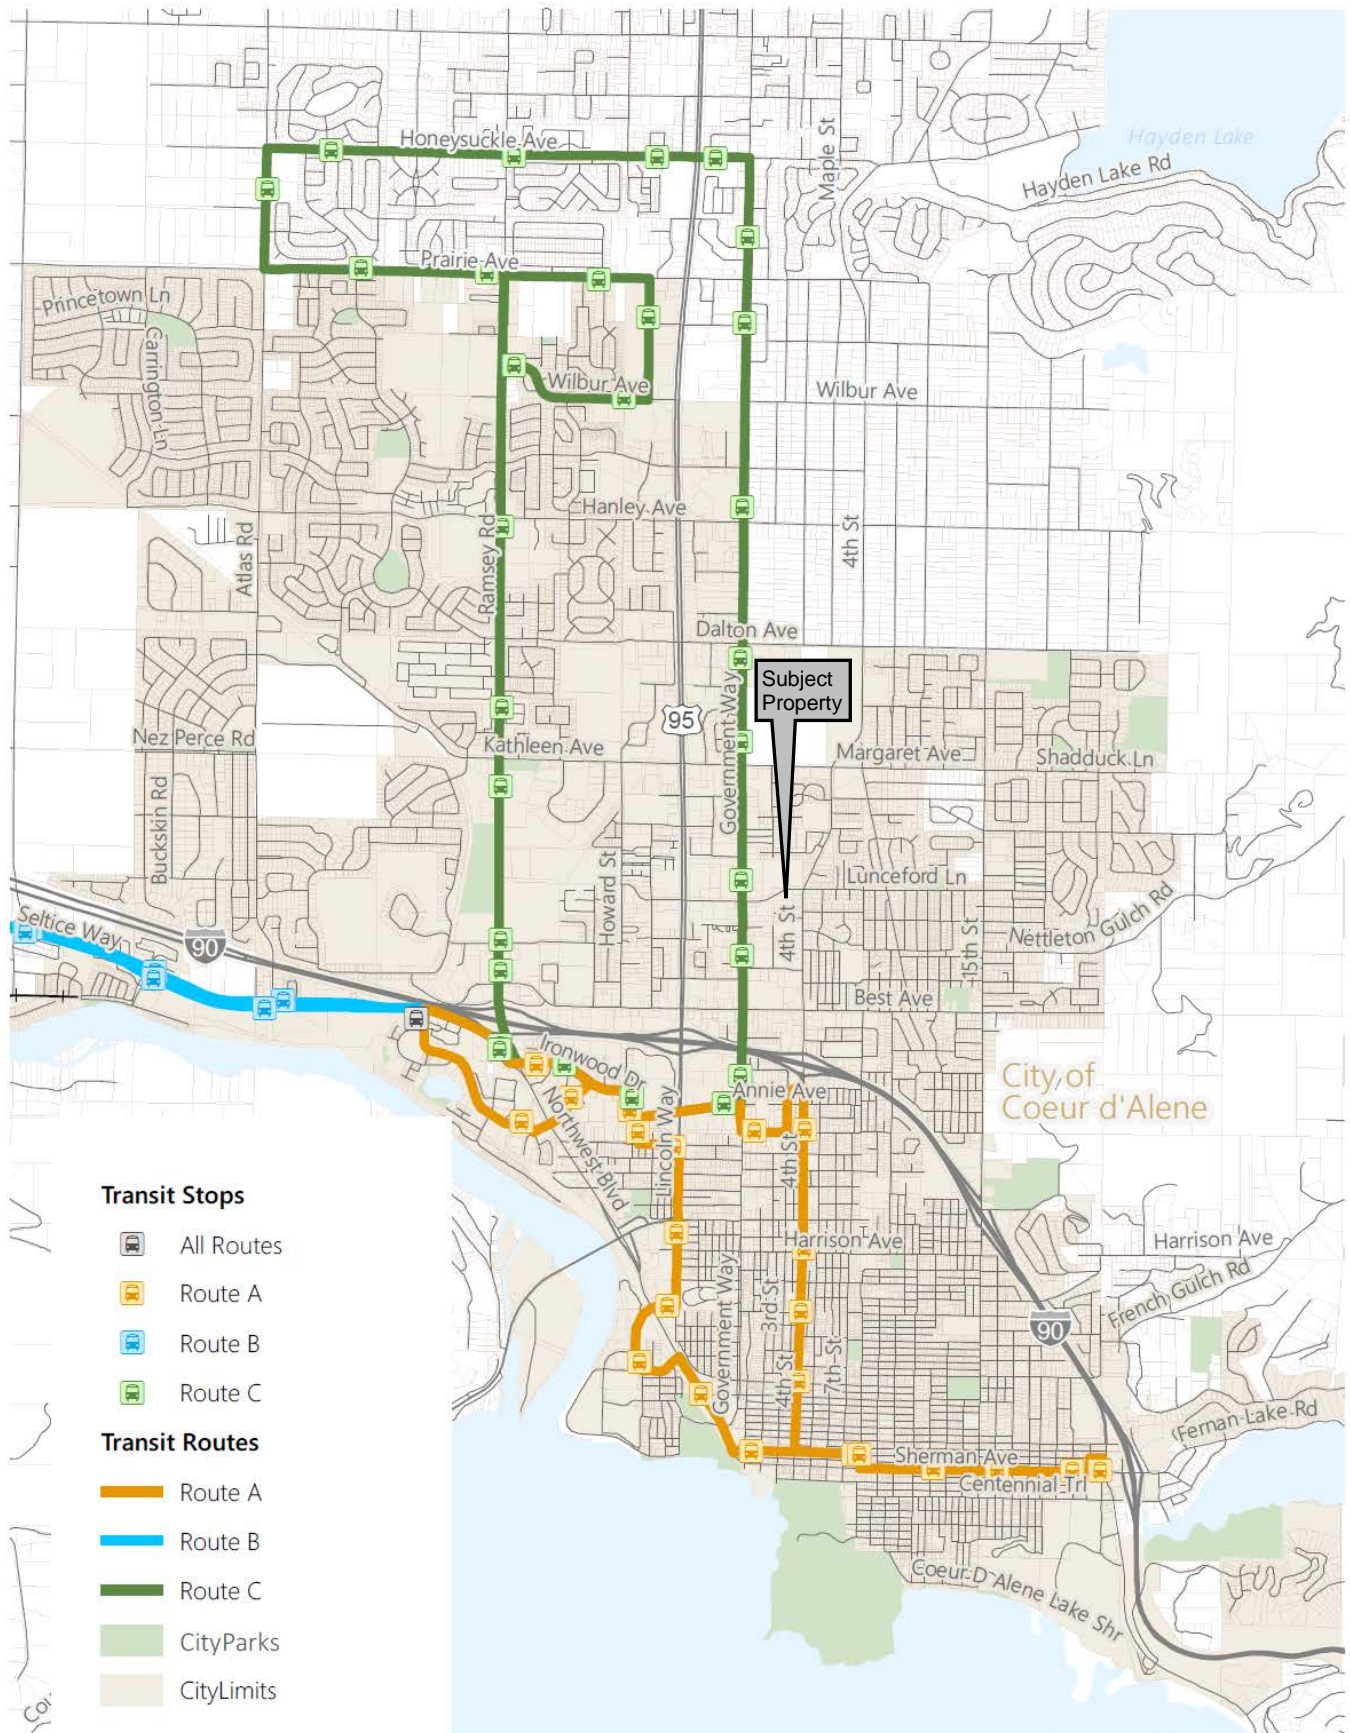 Honeysuckle Ave
Maple St
Hayden Lake
Hayden Lake Rd
Prairie Ave
Princetown Ln
Carrington Ln
Wilbur Ave
Wilbur Ave
Hanley Ave
Ramsey Rd
Atlas Rd
4th St
Dalton Ave
Subject
Property
Government Way
95
Nez Perce Rd
Kathleen Ave
Margaret Ave
Shadduck Ln
Buckskin Rd
Howard St
Lunceford Ln
4th St
15th St
Nettleton Gulch Rd
Seltice Way
90
Best Ave
Ironwood Dr
Annie Ave
City of
Coeur d'Alene
Northwest Blvd
Lincoln Way
4th St
Harrison Ave
Harrison Ave
French Gulch Rd
Government Way
3rd St
4th St
7th St
90
Fernan Lake Rd
Sherman Ave
Centennial Trl
Coeur D Alene Lake Shr
Transit Stops
All Routes
Route A
Route B
Route C
Transit Routes
Route A
Route B
Route C
CityParks
CityLimits